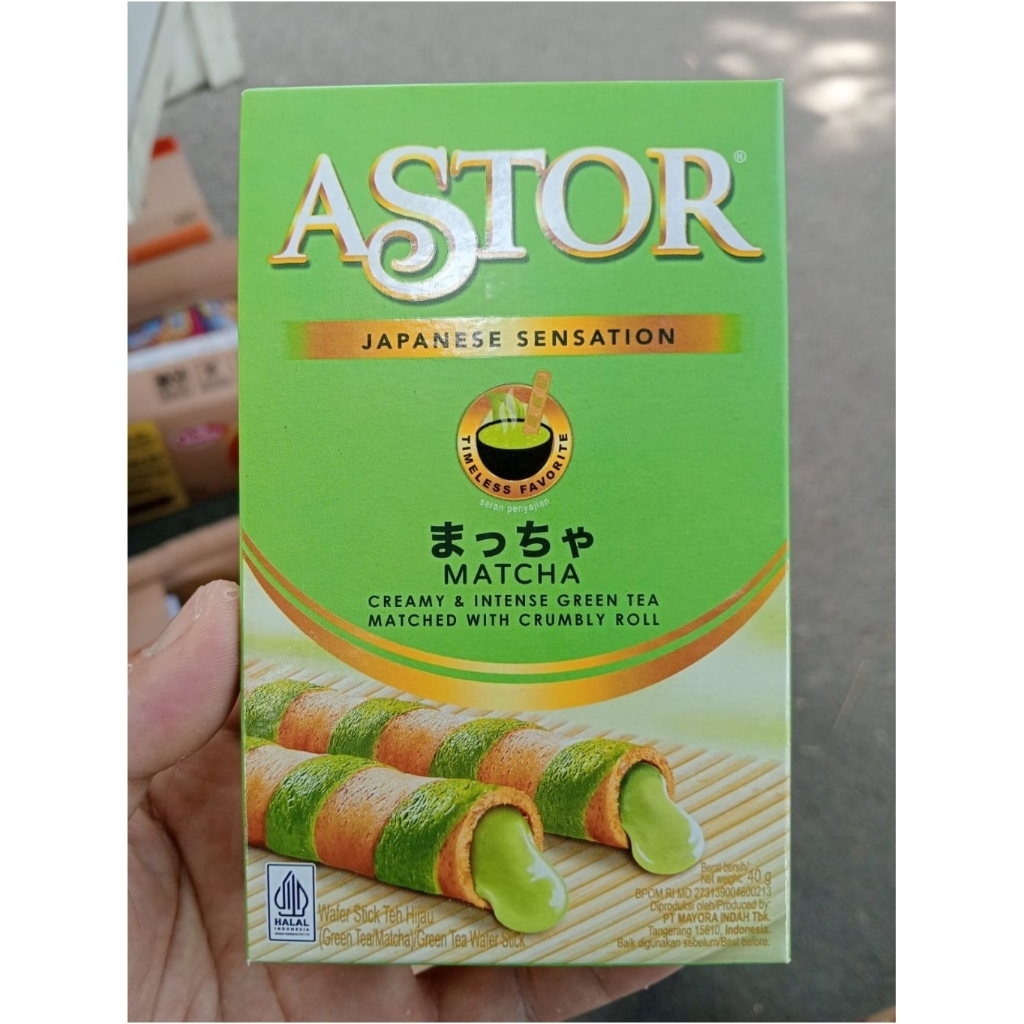 ASTOR®
JAPANESE SENSATION
TIMELESS FAVORITE
saran penyajian
まっちゃ
MATCHA
CREAMY & INTENSE GREEN TEA
MATCHED WITH CRUMBLY ROLL
HALAL
INDONESIA
Wafer Stick Teh Hijau
(Green Tea/Matcha)/Green Tea Wafer Stick
Berat bersih/
Net weight: 40 g
BPOM RI MD 273139004600213
Diproduksi oleh/Produced by:
PT MAYORA INDAH Tbk.
Tangerang 15610, Indonesia.
Baik digunakan sebelum/Best before: